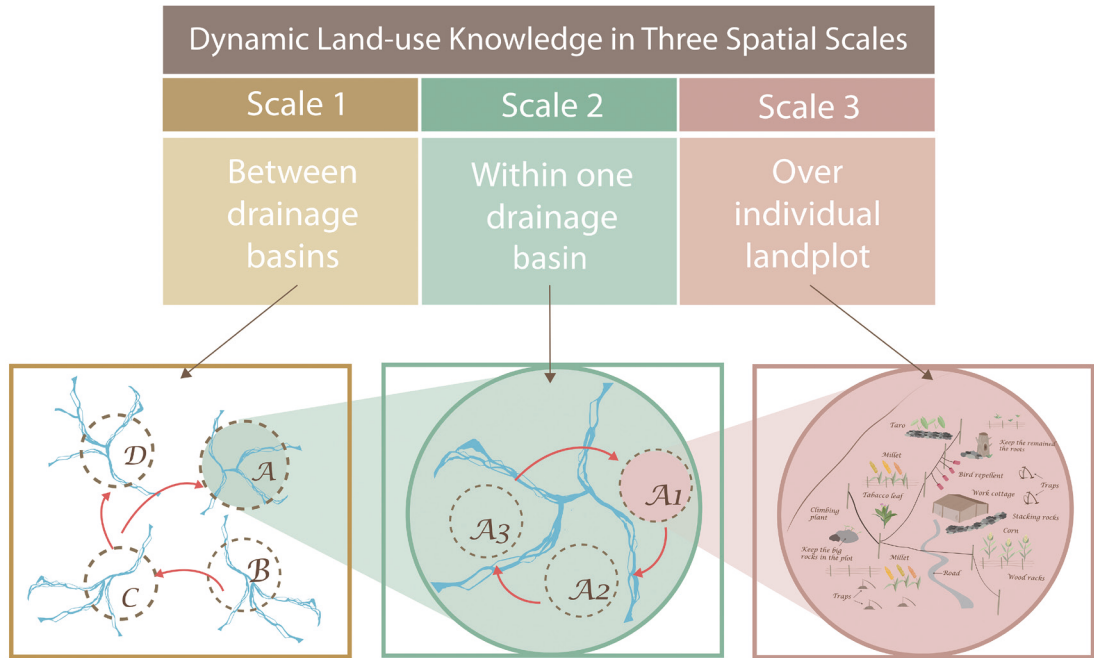 Dynamic Land-use Knowledge in Three Spatial Scales
Scale 1
Scale 2
Scale 3
Between
drainage
basins
Within one
drainage
basin
Over
individual
landplot
D
A
B
C
A1
A3
A2
Taro
Keep the remained
the roots
Millet
Bird repellent
Traps
Tabacco leaf
Work cottage
Climbing
plant
Stacking rocks
Corn
Keep the big
rocks in the plot
Millet
Road
Wood racks
Traps